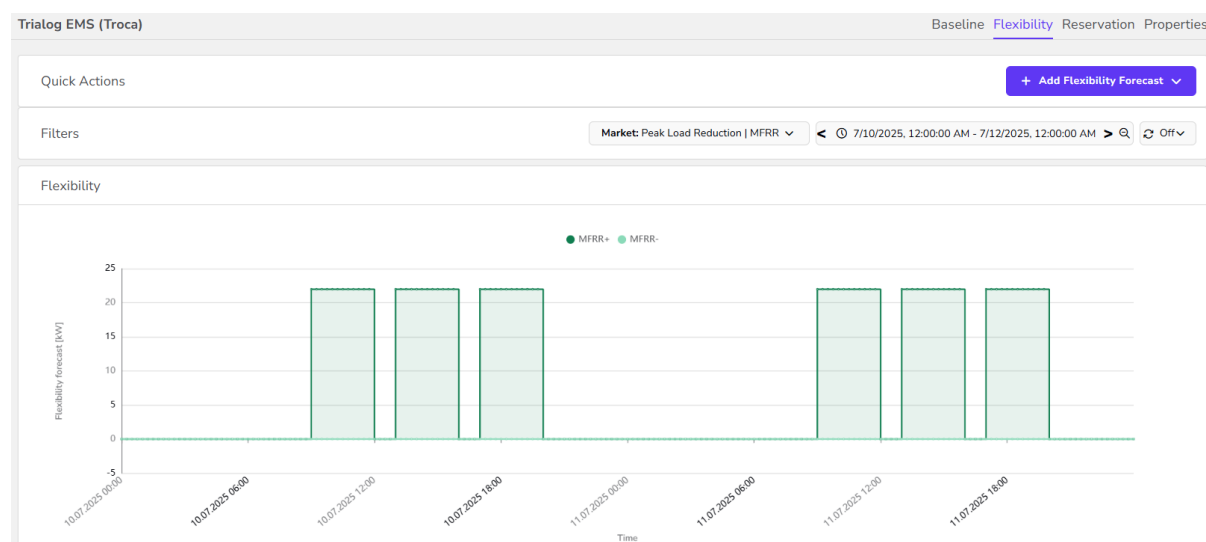 Trialog EMS (Troca)
Baseline Flexibility Reservation Properties
Quick Actions
+ Add Flexibility Forecast
Filters
Market: Peak Load Reduction | MFRR
< 7/10/2025, 12:00:00 AM - 7/12/2025, 12:00:00 AM >
Off
Flexibility
MFRR+ MFRR-
Flexibility forecast [kW]
25
20
15
10
5
0
-5
10.07.2025 00:00
10.07.2025 06:00
10.07.2025 12:00
10.07.2025 18:00
11.07.2025 00:00
11.07.2025 06:00
11.07.2025 12:00
11.07.2025 18:00
Time